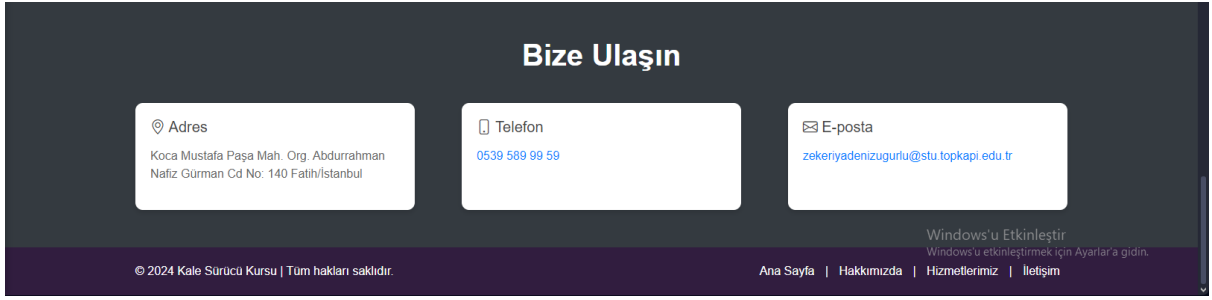 Bize Ulaşın
Adres
Koca Mustafa Paşa Mah. Org. Abdurrahman
Nafiz Gürman Cd No: 140 Fatih/İstanbul
Telefon
0539 589 99 59
E-posta
zekeriyadenizugurlu@stu.topkapi.edu.tr
Windows'u Etkinleştir
Windows'u etkinleştirmek için Ayarlar'a gidin.
© 2024 Kale Sürücü Kursu | Tüm hakları saklıdır.
Ana Sayfa | Hakkımızda | Hizmetlerimiz | İletişim